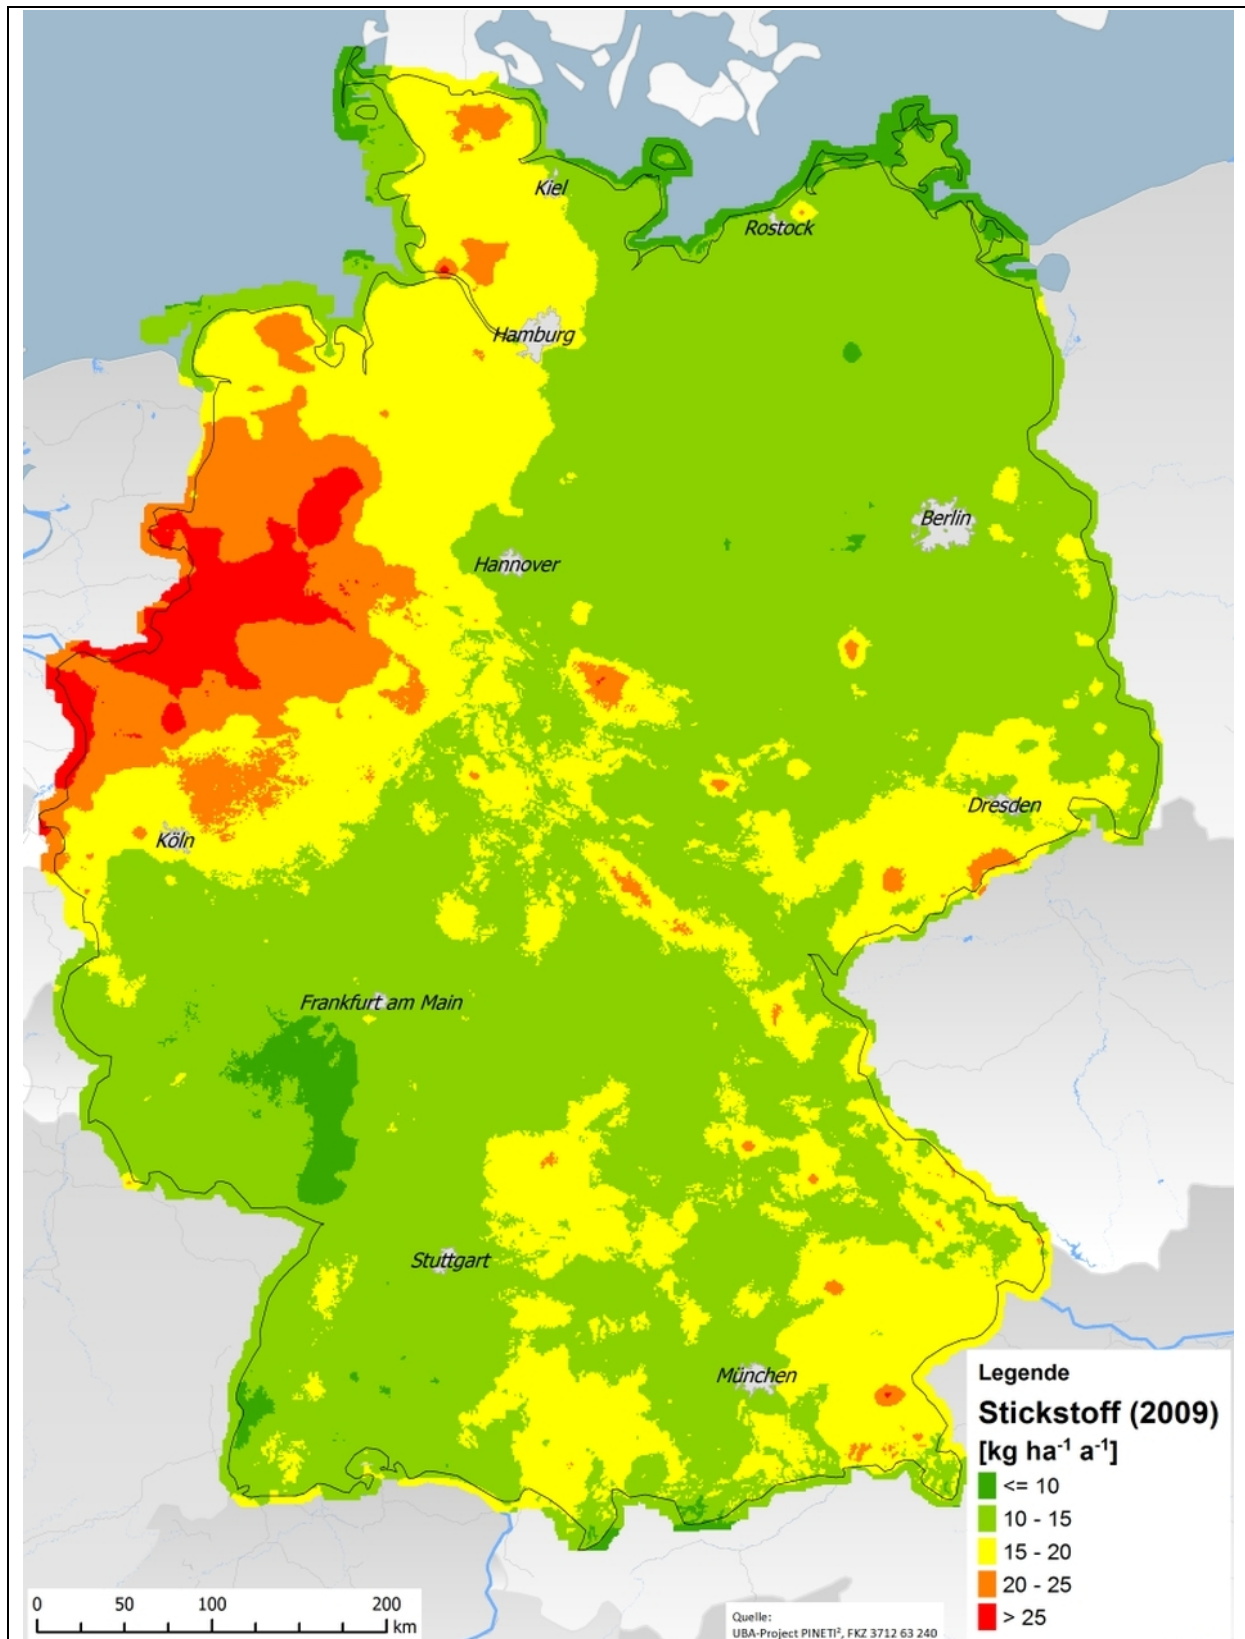 Kiel
Rostock
Hamburg
Berlin
Hannover
Dresden
Köln
Frankfurt am Main
Stuttgart
München
Legende
Stickstoff (2009)
[kg ha⁻¹ a⁻¹]
<= 10
10 - 15
15 - 20
20 - 25
> 25
0 50 100 200
km
Quelle:
UBA-Project PINETI², FKZ 3712 63 240